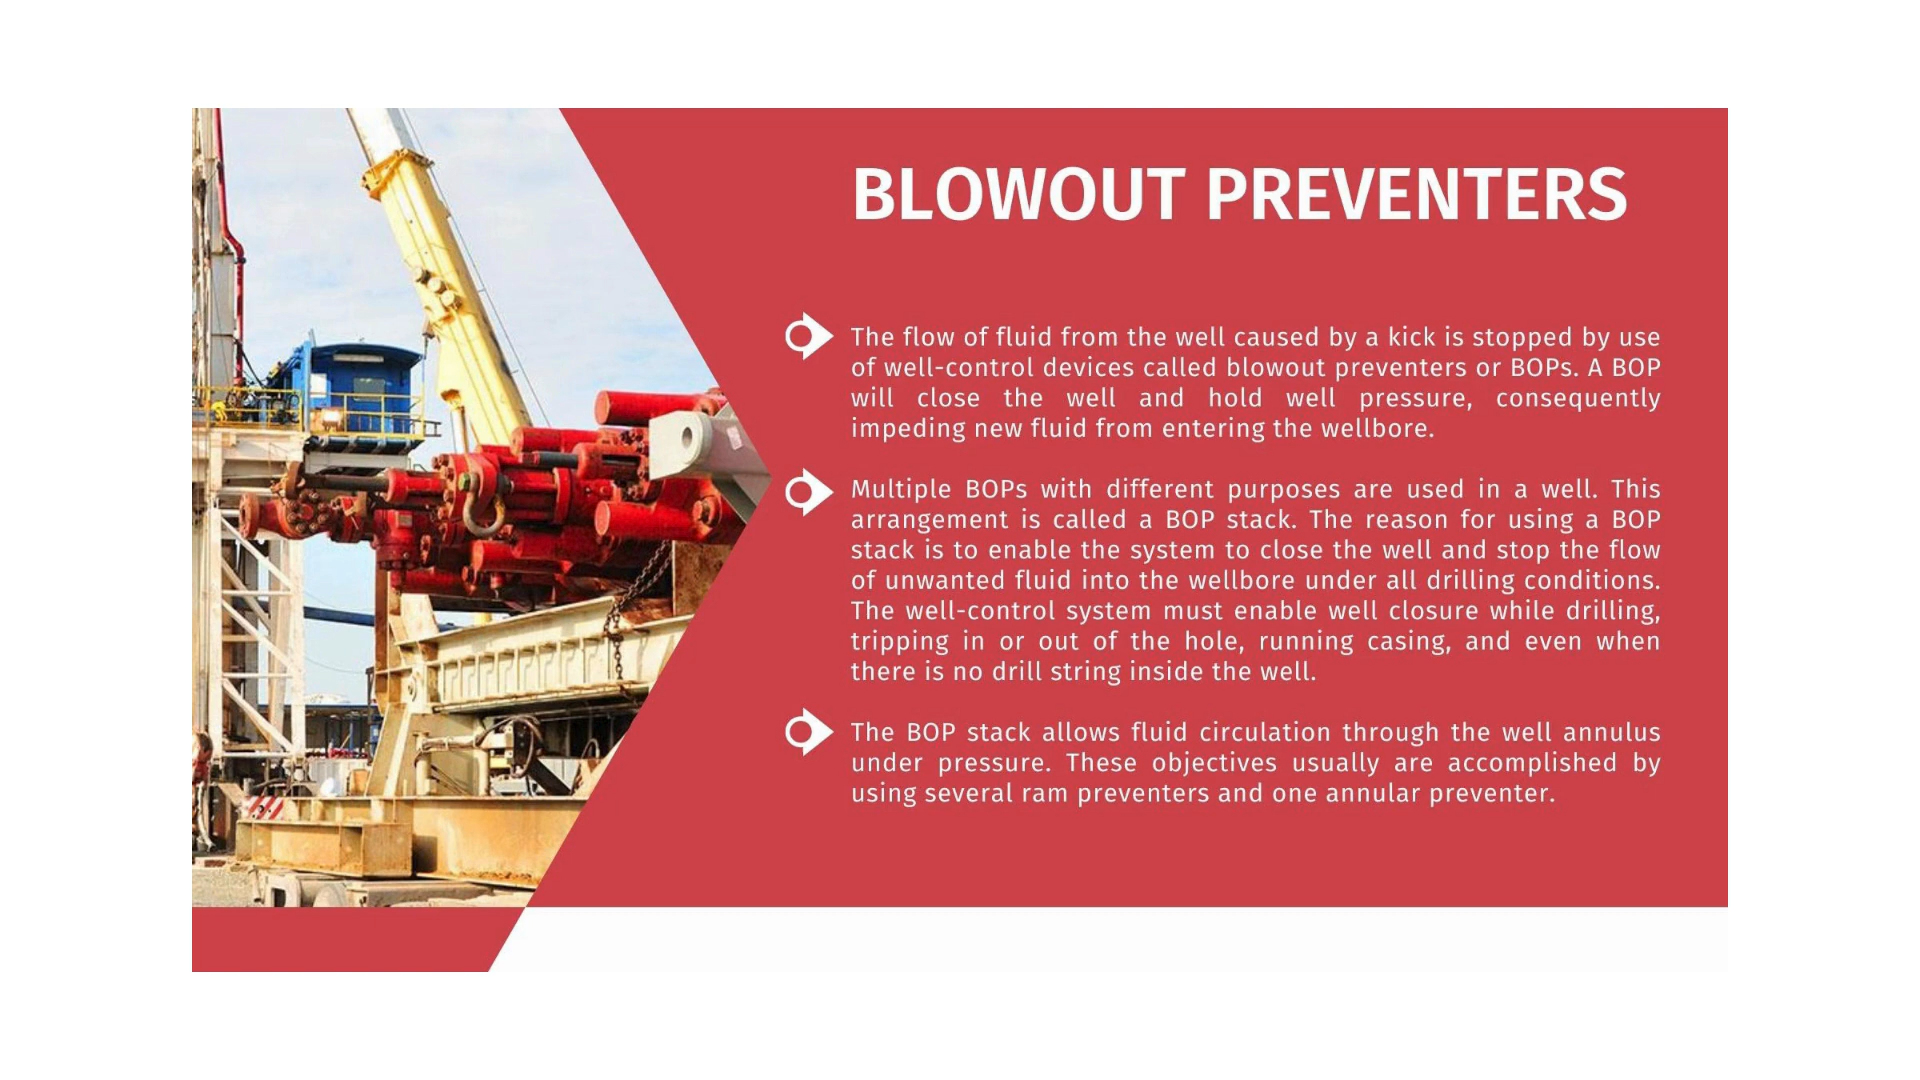 BLOWOUT PREVENTERS
The flow of fluid from the well caused by a kick is stopped by use
of well-control devices called blowout preventers or BOPs. A BOP
will close the well and hold well pressure, consequently
impeding new fluid from entering the wellbore.
Multiple BOPs with different purposes are used in a well. This
arrangement is called a BOP stack. The reason for using a BOP
stack is to enable the system to close the well and stop the flow
of unwanted fluid into the wellbore under all drilling conditions.
The well-control system must enable well closure while drilling,
tripping in or out of the hole, running casing, and even when
there is no drill string inside the well.
The BOP stack allows fluid circulation through the well annulus
under pressure. These objectives usually are accomplished by
using several ram preventers and one annular preventer.